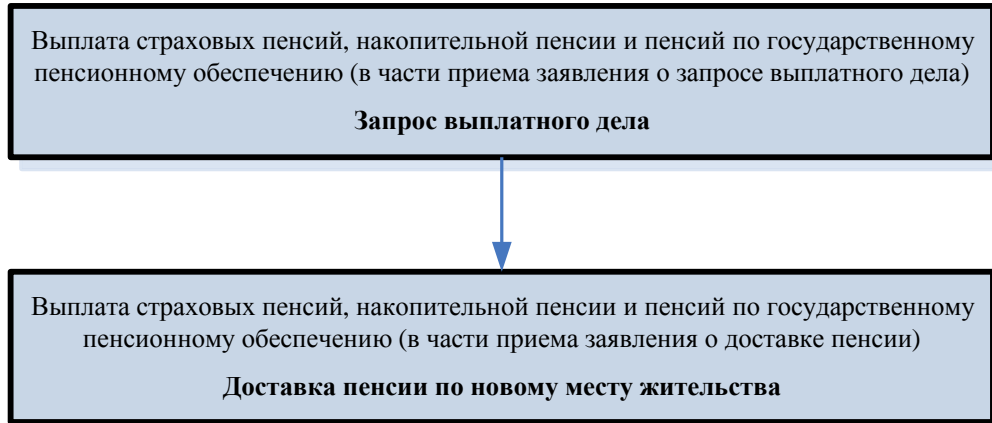 Выплата страховых пенсий, накопительной пенсии и пенсий по государственному
пенсионному обеспечению (в части приема заявления о запросе выплатного дела)
Запрос выплатного дела
Выплата страховых пенсий, накопительной пенсии и пенсий по государственному
пенсионному обеспечению (в части приема заявления о доставке пенсии)
Доставка пенсии по новому месту жительства